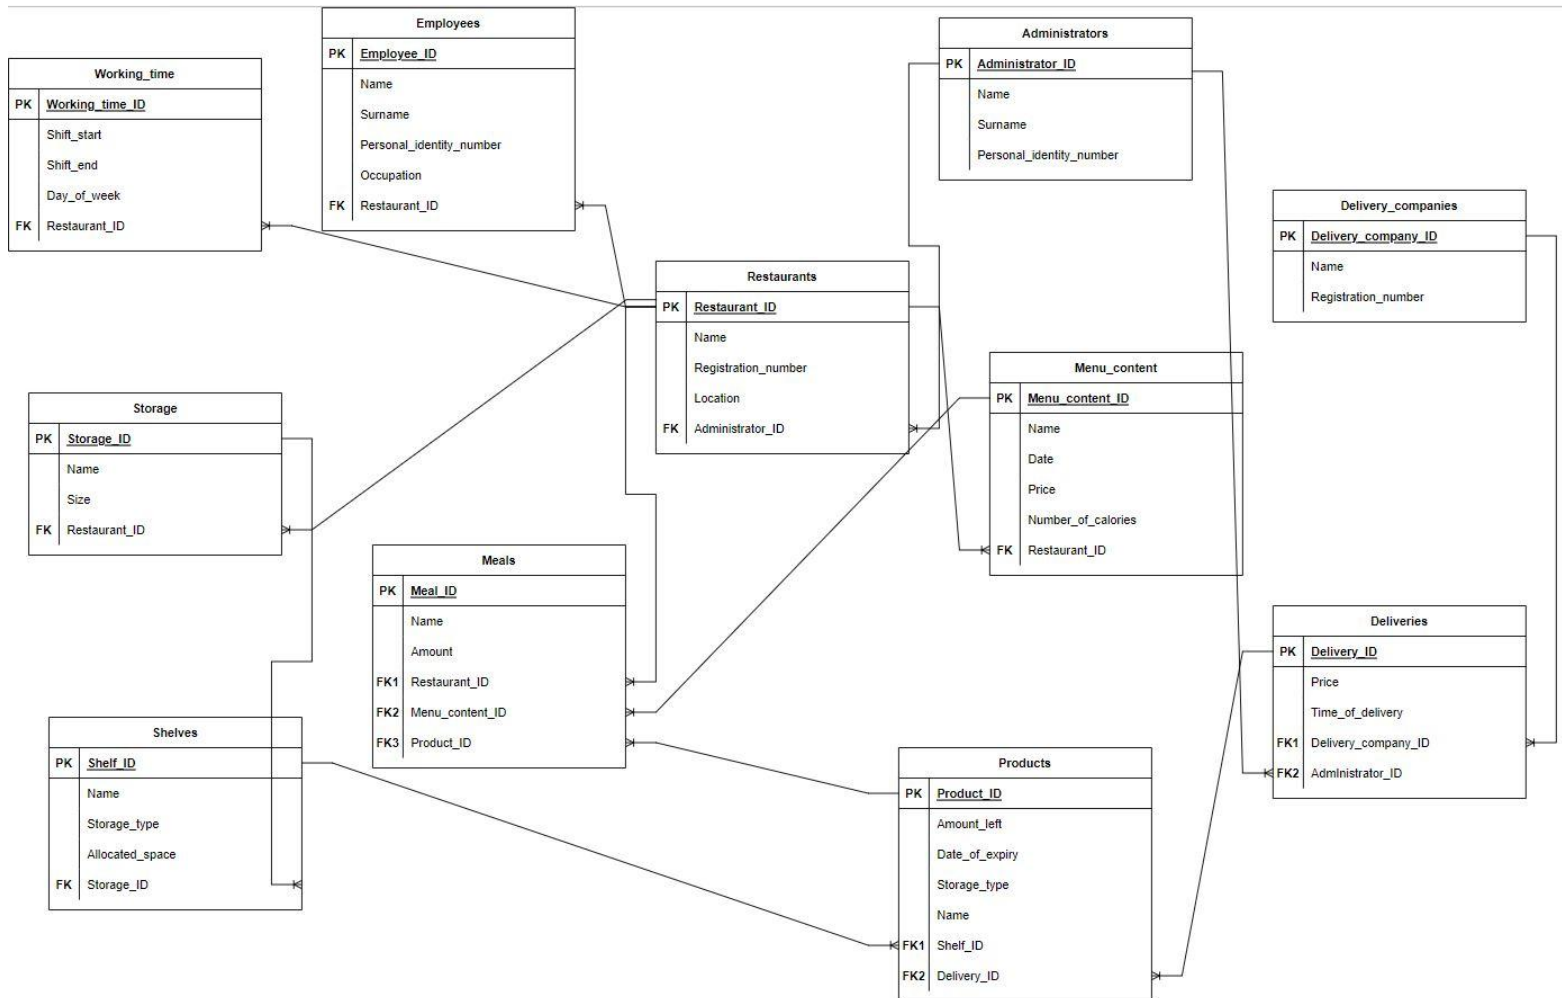 Employees
PK Employee_ID
Name
Surname
Personal_identity_number
Occupation
FK Restaurant_ID
Administrators
PK Administrator_ID
Name
Surname
Personal_identity_number
Working_time
PK Working_time_ID
Shift_start
Shift_end
Day_of_week
FK Restaurant_ID
Delivery_companies
PK Delivery_company_ID
Name
Registration_number
Restaurants
PK Restaurant_ID
Name
Registration_number
Location
FK Administrator_ID
Menu_content
PK Menu_content_ID
Name
Date
Price
Number_of_calories
FK Restaurant_ID
Storage
PK Storage_ID
Name
Size
FK Restaurant_ID
Meals
PK Meal_ID
Name
Amount
FK1 Restaurant_ID
FK2 Menu_content_ID
FK3 Product_ID
Deliveries
PK Delivery_ID
Price
Time_of_delivery
FK1 Delivery_company_ID
FK2 AdmInistrator_ID
Shelves
PK Shelf_ID
Name
Storage_type
Allocated_space
FK Storage_ID
Products
PK Product_ID
Amount_left
Date_of_expiry
Storage_type
Name
FK1 Shelf_ID
FK2 Delivery_ID